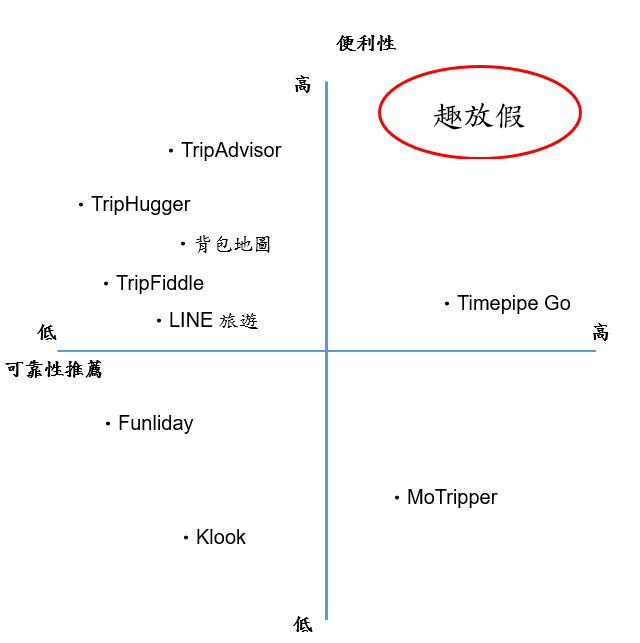 便利性
高
趣放假
· TripAdvisor
· TripHugger
· 背包地圖
· TripFiddle
· Timepipe Go
· LINE 旅遊
低
高
可靠性推薦
· Funliday
· MoTripper
· Klook
低